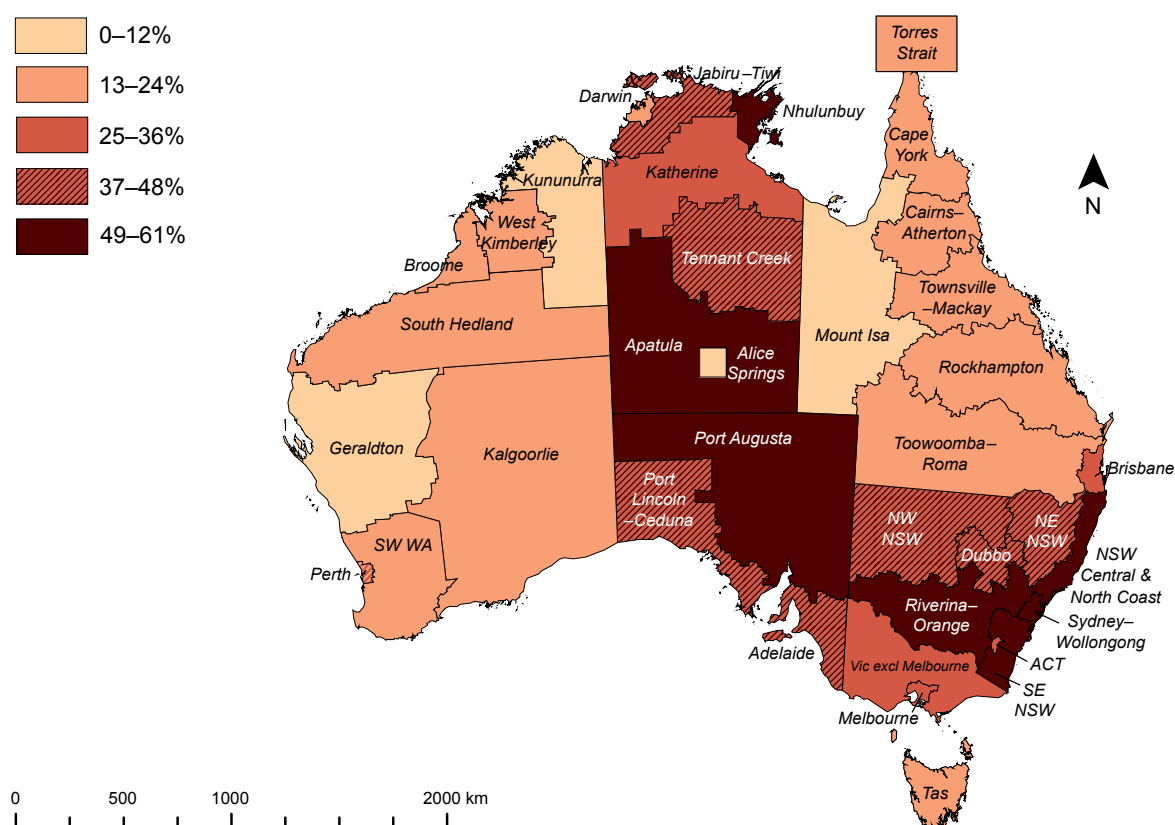 0–12%
13–24%
25–36%
37–48%
49–61%
Torres
Strait
Jabiru–Tiwi
Darwin
Nhulunbuy
Cape
York
N
Kununurra
Katherine
West
Kimberley
Cairns–
Atherton
Broome
Tennant Creek
Townsville
–Mackay
South Hedland
Apatula
Alice
Springs
Mount Isa
Rockhampton
Geraldton
Kalgoorlie
Port Augusta
Toowoomba–
Roma
Brisbane
Port
Lincoln
–Ceduna
NW
NSW
NE
NSW
Dubbo
SW WA
Perth
NSW
Central &
North Coast
Riverina–
Orange
Sydney–
Wollongong
Adelaide
Vic excl Melbourne
ACT
SE
NSW
Melbourne
Tas
0
500
1000
2000 km